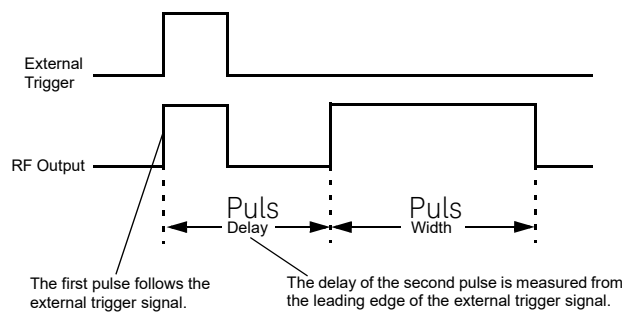 External
Trigger
RF Output
Puls
Delay
Puls
Width
The first pulse follows the
external trigger signal.
The delay of the second pulse is measured from
the leading edge of the external trigger signal.